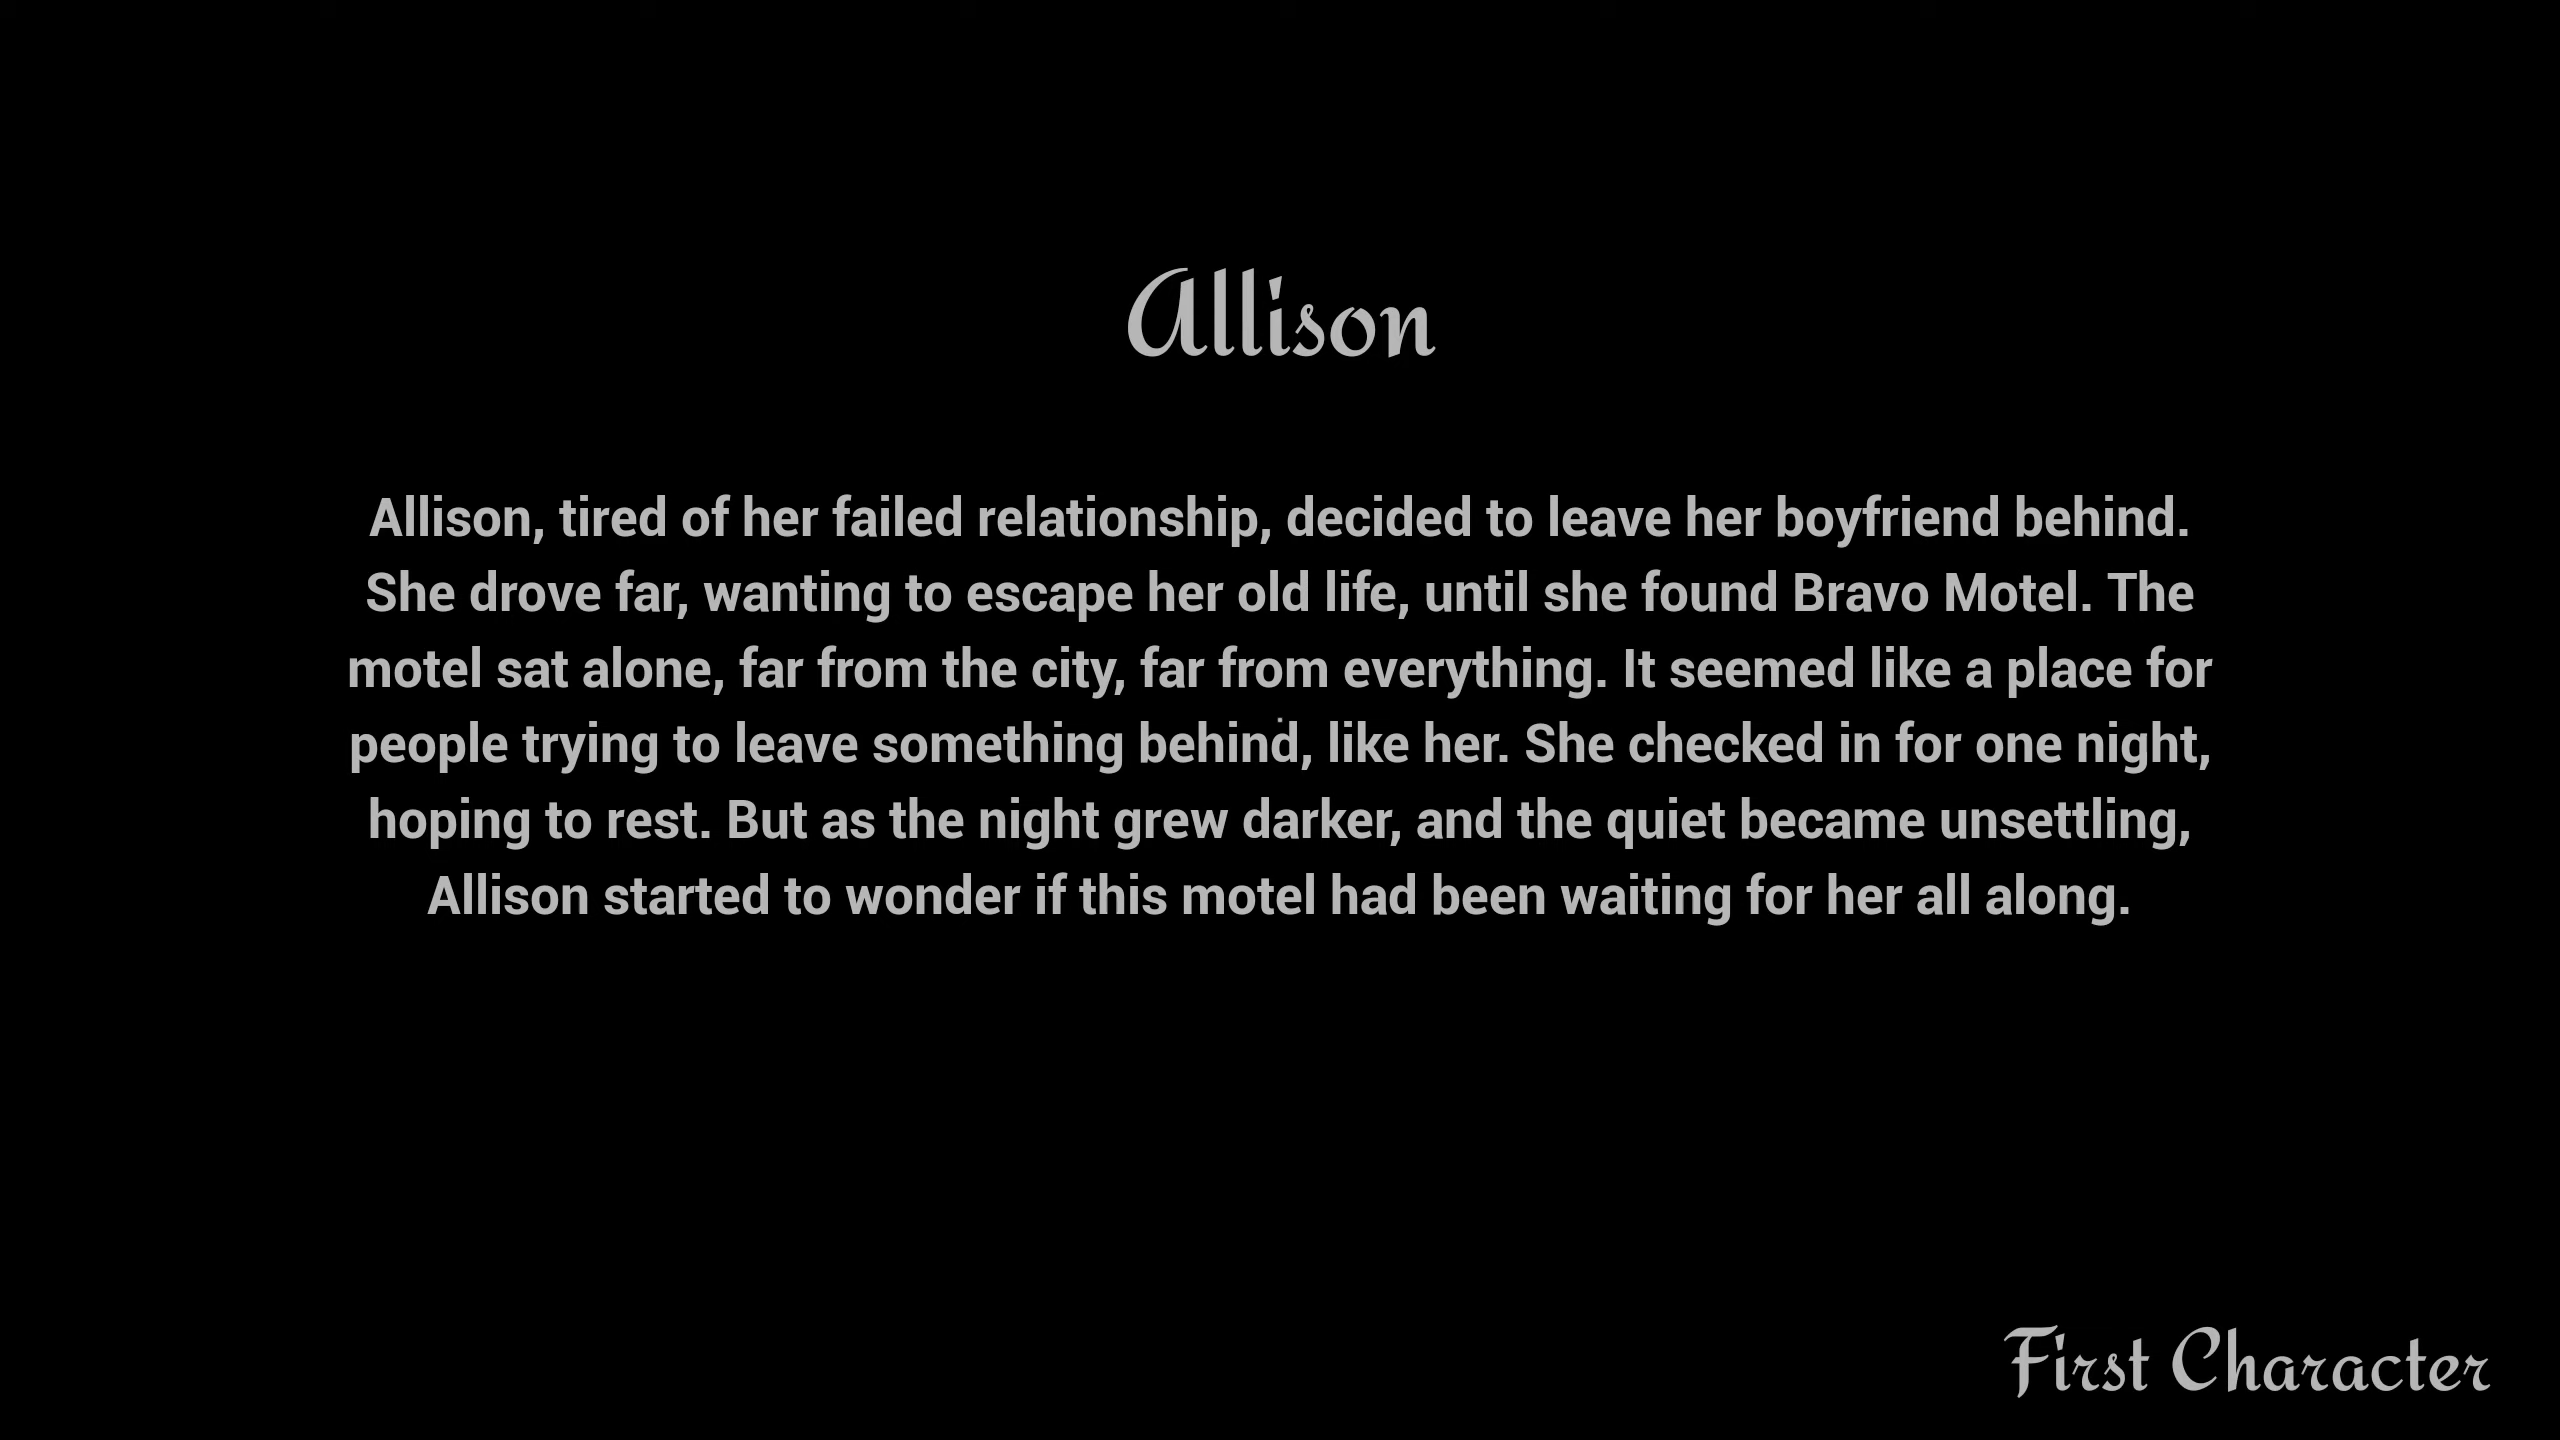 Allison
Allison, tired of her failed relationship, decided to leave her boyfriend behind.
She drove far, wanting to escape her old life, until she found Bravo Motel. The
motel sat alone, far from the city, far from everything. It seemed like a place for
people trying to leave something behind, like her. She checked in for one night,
hoping to rest. But as the night grew darker, and the quiet became unsettling,
Allison started to wonder if this motel had been waiting for her all along.
First Character